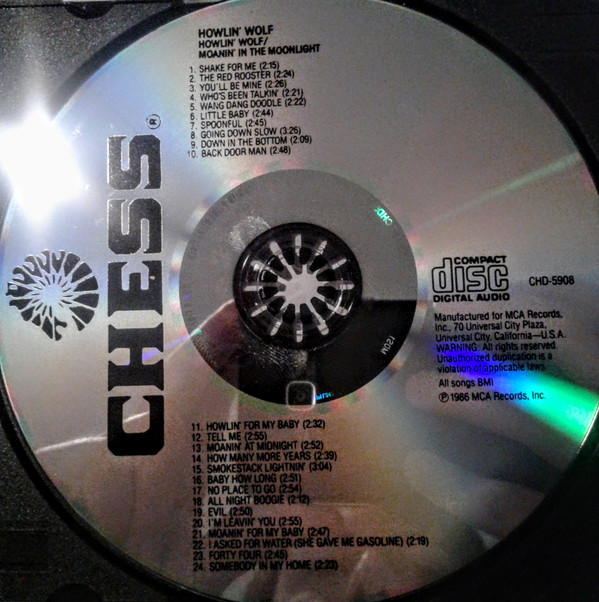 HOWLIN' WOLF
HOWLIN' WOLF/
MOANIN' IN THE MOONLIGHT
1. SHAKE FOR ME (2:15)
2. THE RED ROOSTER (2:24)
3. YOU'LL BE MINE (2:26)
4. WHO'S BEEN TALKIN' (2:21)
5. WANG DANG DOODLE (2:22)
6. LITTLE BABY (2:44)
7. SPOONFUL (2:45)
8. GOING DOWN SLOW (3:26)
9. DOWN IN THE BOTTOM (2:09)
10. BACK DOOR MAN (2:48)
CHESS®
COMPACT
disc
DIGITAL AUDIO
CHD-5908
Manufactured for MCA Records,
Inc., 70 Universal City Plaza,
Universal City, California—U.S.A.
WARNING: All rights reserved.
Unauthorized duplication is a
violation of applicable laws.
All songs BMI
℗ 1986 MCA Records, Inc.
11. HOWLIN' FOR MY BABY (2:32)
12. TELL ME (2:55)
13. MOANIN' AT MIDNIGHT (2:52)
14. HOW MANY MORE YEARS (2:39)
15. SMOKESTACK LIGHTNIN' (3:04)
16. BABY HOW LONG (2:51)
17. NO PLACE TO GO (2:54)
18. ALL NIGHT BOOGIE (2:12)
19. EVIL (2:50)
20. I'M LEAVIN' YOU (2:55)
21. MOANIN' FOR MY BABY (2:47)
22. I ASKED FOR WATER (SHE GAVE ME GASOLINE) (2:19)
23. FORTY FOUR (2:45)
24. SOMEBODY IN MY HOME (2:23)